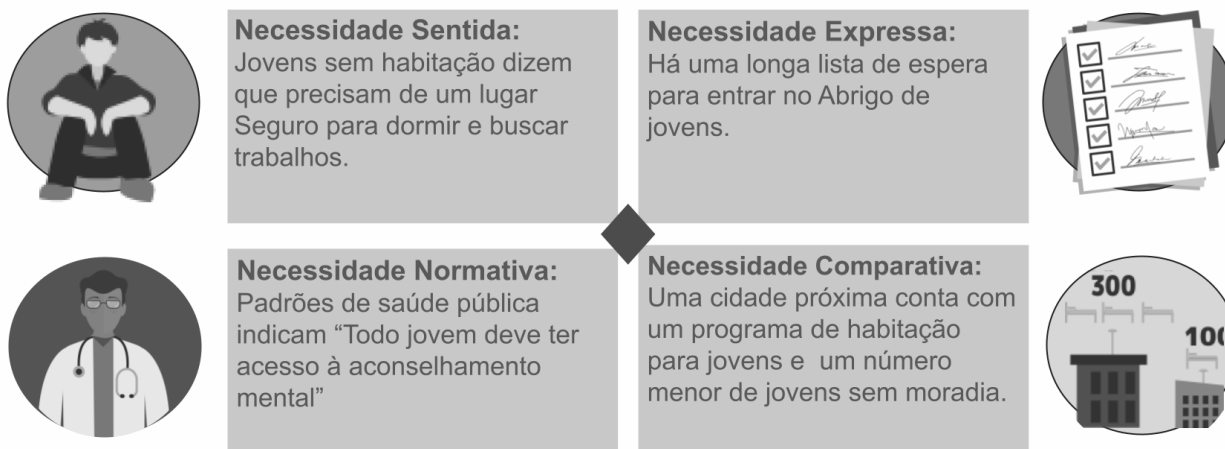 Necessidade Sentida:
Jovens sem habitação dizem
que precisam de um lugar
Seguro para dormir e buscar
trabalhos.
Necessidade Expressa:
Há uma longa lista de espera
para entrar no Abrigo de
jovens.
Necessidade Normativa:
Padrões de saúde pública
indicam “Todo jovem deve ter
acesso à aconselhamento
mental”
Necessidade Comparativa:
Uma cidade próxima conta com
um programa de habitação
para jovens e  um número
menor de jovens sem moradia.
300